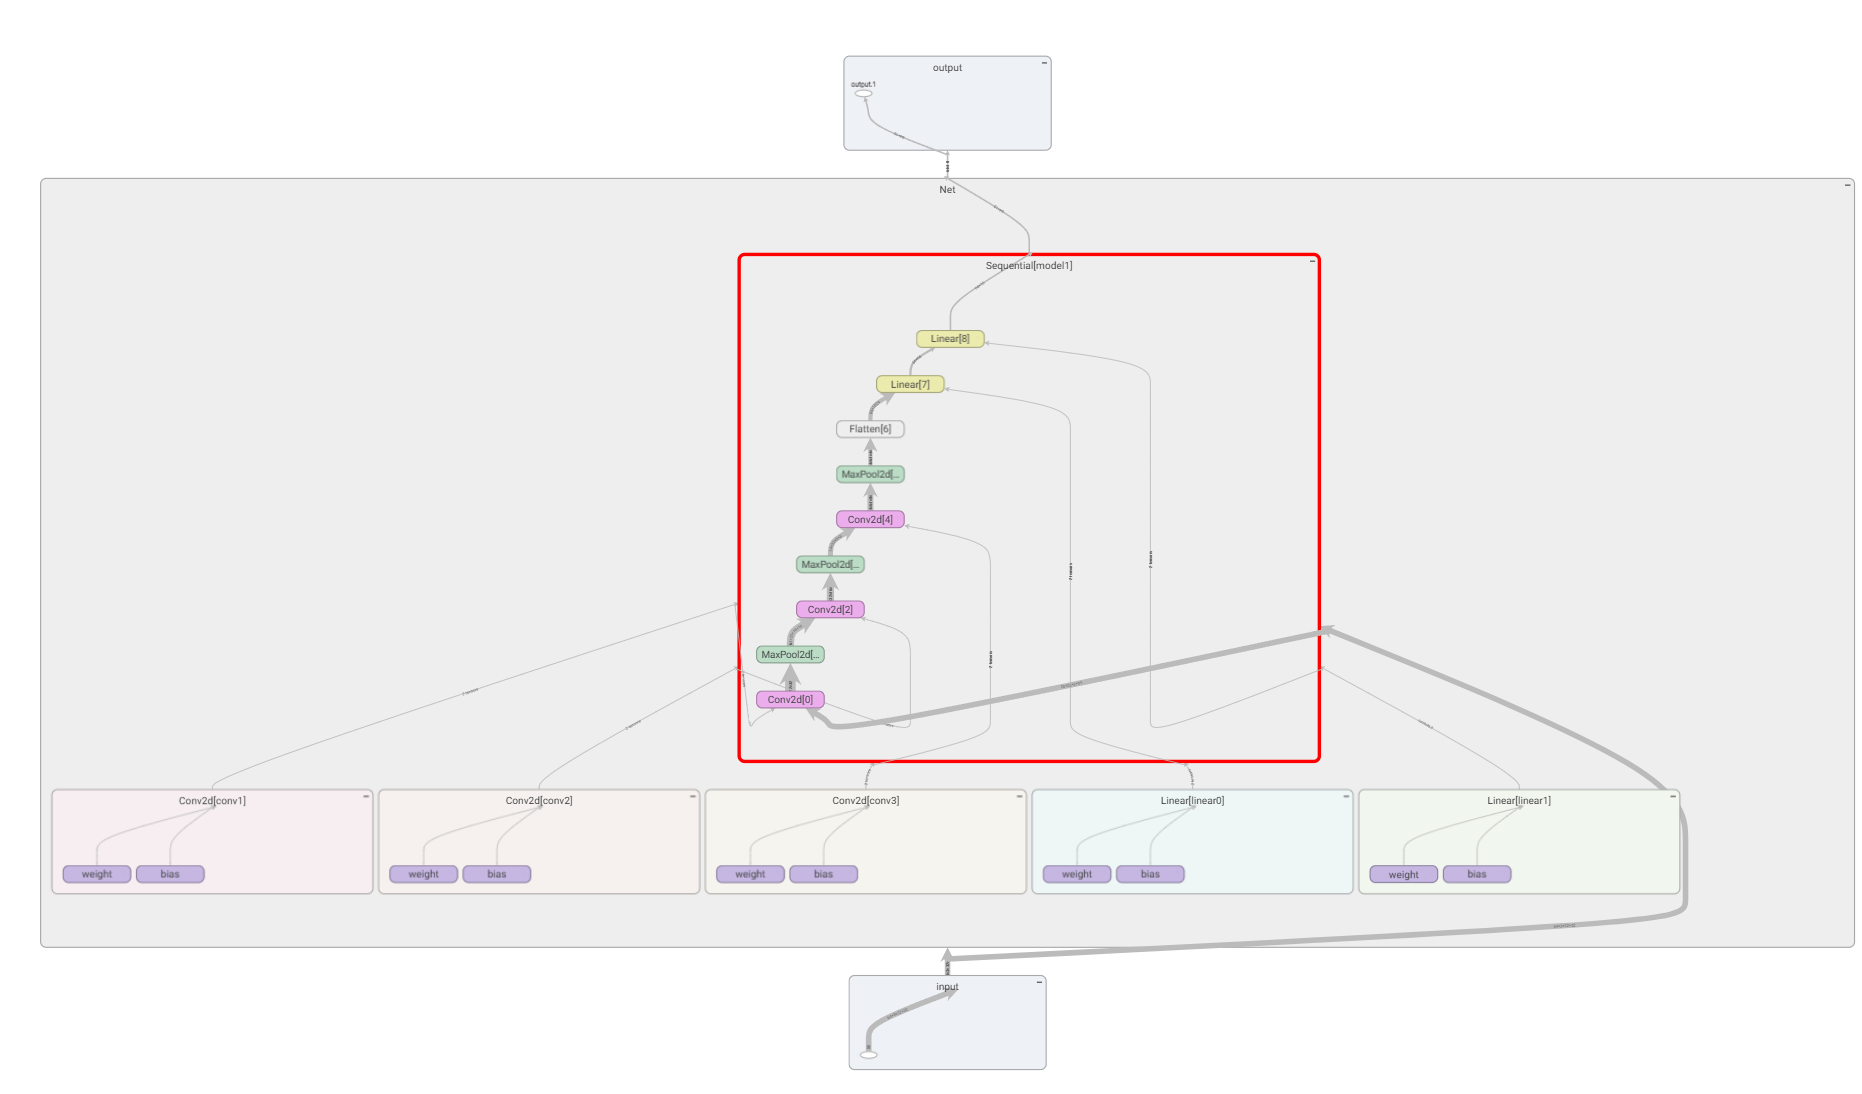 output
output.1
Net
Sequential[model1]
Linear[8]
Linear[7]
Flatten[6]
MaxPool2d[...
Conv2d[4]
MaxPool2d[...
Conv2d[2]
MaxPool2d[...
Conv2d[0]
Conv2d[conv1]
Conv2d[conv2]
Conv2d[conv3]
Linear[linear0]
Linear[linear1]
weight
bias
weight
bias
weight
bias
weight
bias
weight
bias
input